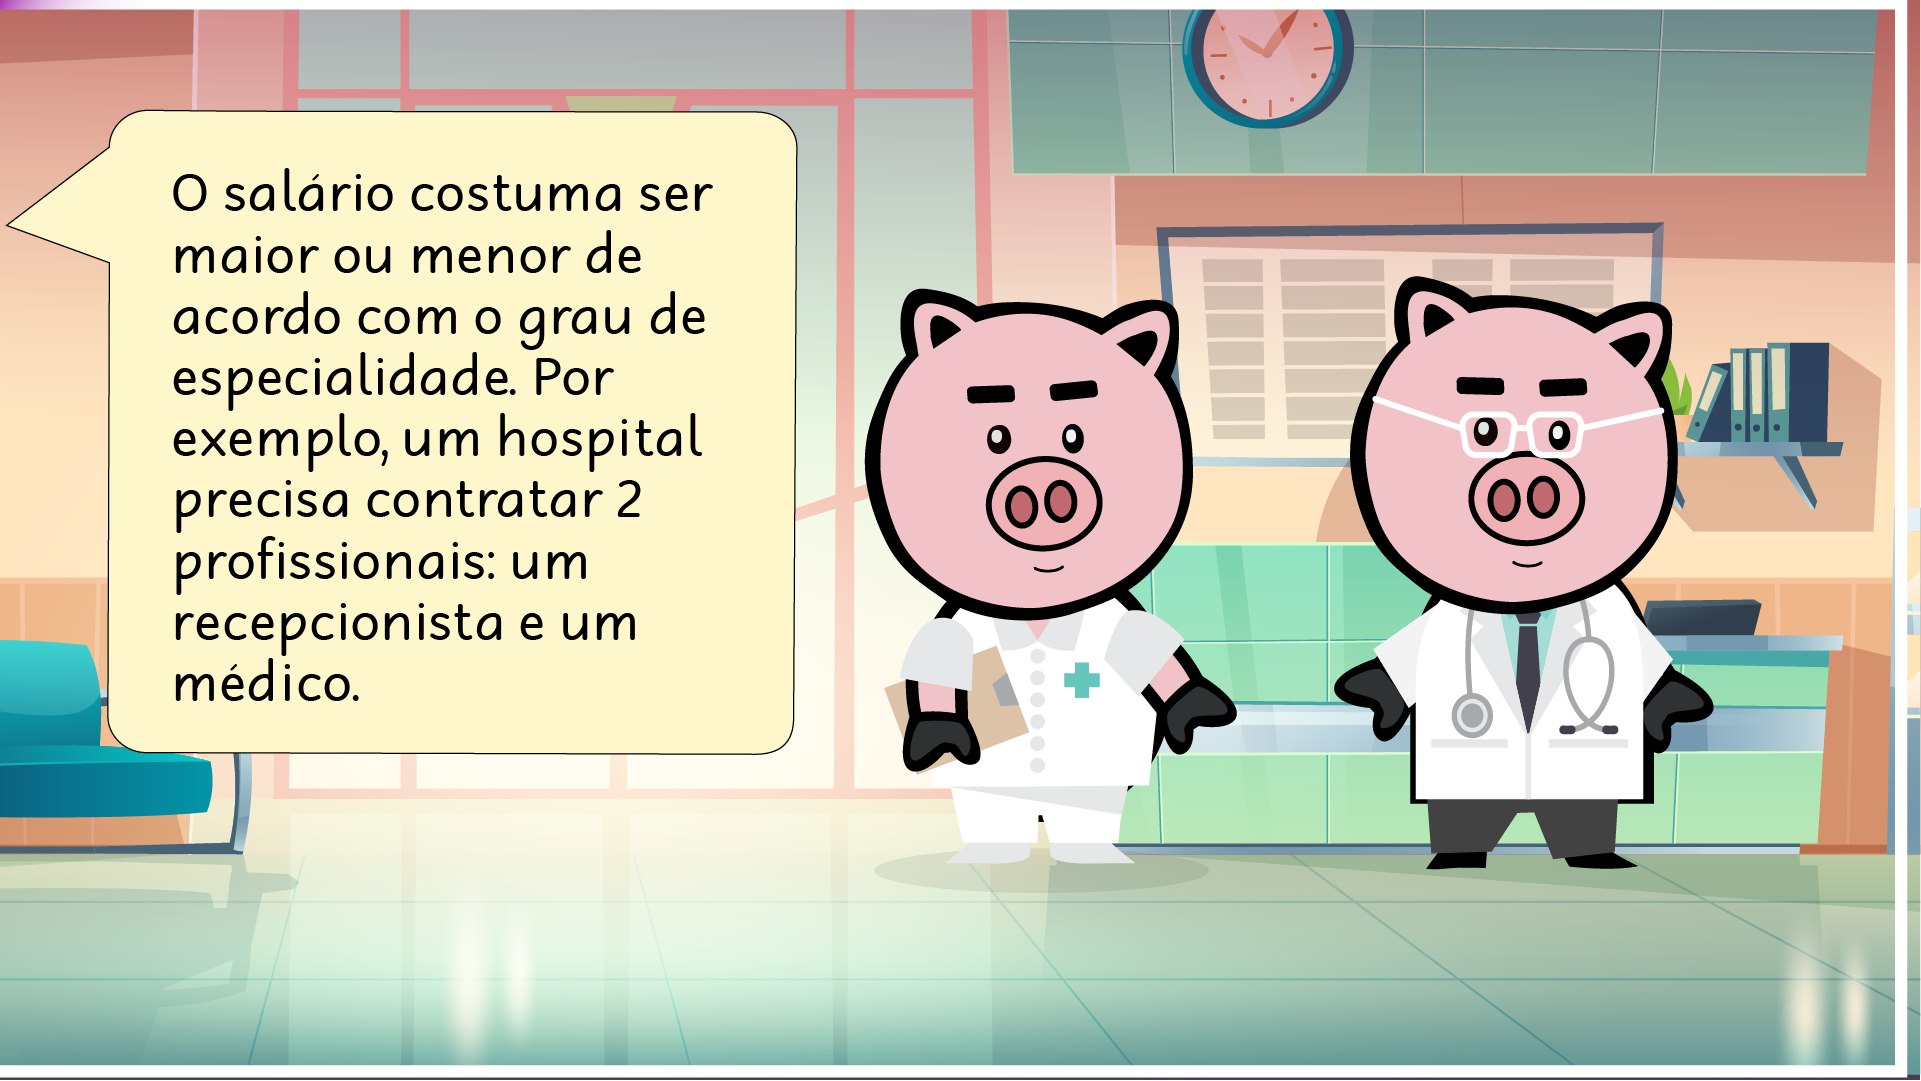 O salário costuma ser
maior ou menor de
acordo com o grau de
especialidade. Por
exemplo, um hospital
precisa contratar 2
profissionais: um
recepcionista e um
médico.